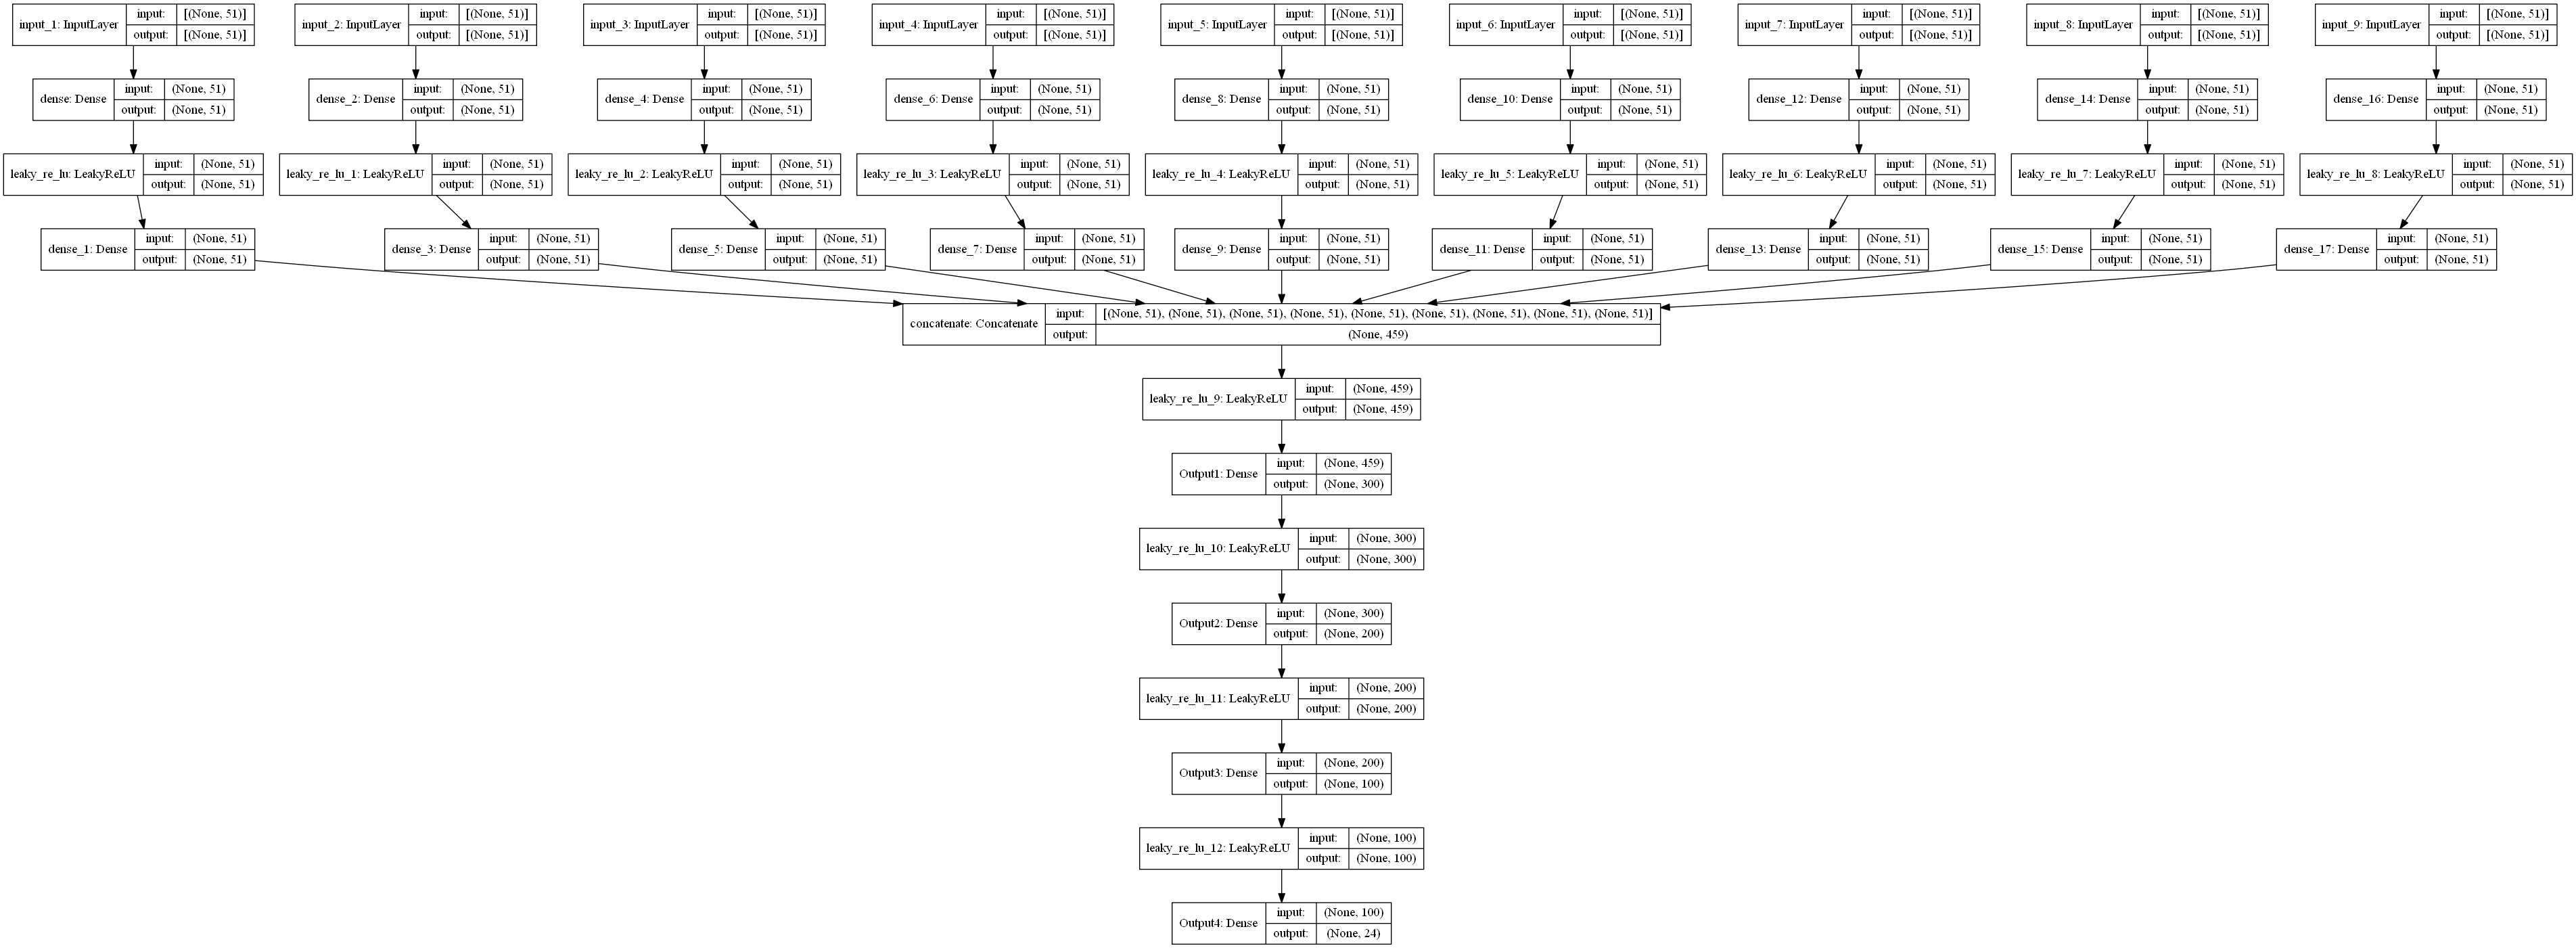 input_1: InputLayer input: [(None, 51)] output: [(None, 51)]
input_2: InputLayer input: [(None, 51)] output: [(None, 51)]
input_3: InputLayer input: [(None, 51)] output: [(None, 51)]
input_4: InputLayer input: [(None, 51)] output: [(None, 51)]
input_5: InputLayer input: [(None, 51)] output: [(None, 51)]
input_6: InputLayer input: [(None, 51)] output: [(None, 51)]
input_7: InputLayer input: [(None, 51)] output: [(None, 51)]
input_8: InputLayer input: [(None, 51)] output: [(None, 51)]
input_9: InputLayer input: [(None, 51)] output: [(None, 51)]
dense: Dense input: (None, 51) output: (None, 51)
dense_2: Dense input: (None, 51) output: (None, 51)
dense_4: Dense input: (None, 51) output: (None, 51)
dense_6: Dense input: (None, 51) output: (None, 51)
dense_8: Dense input: (None, 51) output: (None, 51)
dense_10: Dense input: (None, 51) output: (None, 51)
dense_12: Dense input: (None, 51) output: (None, 51)
dense_14: Dense input: (None, 51) output: (None, 51)
dense_16: Dense input: (None, 51) output: (None, 51)
leaky_re_lu: LeakyReLU input: (None, 51) output: (None, 51)
leaky_re_lu_1: LeakyReLU input: (None, 51) output: (None, 51)
leaky_re_lu_2: LeakyReLU input: (None, 51) output: (None, 51)
leaky_re_lu_3: LeakyReLU input: (None, 51) output: (None, 51)
leaky_re_lu_4: LeakyReLU input: (None, 51) output: (None, 51)
leaky_re_lu_5: LeakyReLU input: (None, 51) output: (None, 51)
leaky_re_lu_6: LeakyReLU input: (None, 51) output: (None, 51)
leaky_re_lu_7: LeakyReLU input: (None, 51) output: (None, 51)
leaky_re_lu_8: LeakyReLU input: (None, 51) output: (None, 51)
dense_1: Dense input: (None, 51) output: (None, 51)
dense_3: Dense input: (None, 51) output: (None, 51)
dense_5: Dense input: (None, 51) output: (None, 51)
dense_7: Dense input: (None, 51) output: (None, 51)
dense_9: Dense input: (None, 51) output: (None, 51)
dense_11: Dense input: (None, 51) output: (None, 51)
dense_13: Dense input: (None, 51) output: (None, 51)
dense_15: Dense input: (None, 51) output: (None, 51)
dense_17: Dense input: (None, 51) output: (None, 51)
concatenate: Concatenate input: [(None, 51), (None, 51), (None, 51), (None, 51), (None, 51), (None, 51), (None, 51), (None, 51), (None, 51)] output: (None, 459)
leaky_re_lu_9: LeakyReLU input: (None, 459) output: (None, 459)
Output1: Dense input: (None, 459) output: (None, 300)
leaky_re_lu_10: LeakyReLU input: (None, 300) output: (None, 300)
Output2: Dense input: (None, 300) output: (None, 200)
leaky_re_lu_11: LeakyReLU input: (None, 200) output: (None, 200)
Output3: Dense input: (None, 200) output: (None, 100)
leaky_re_lu_12: LeakyReLU input: (None, 100) output: (None, 100)
Output4: Dense input: (None, 100) output: (None, 24)